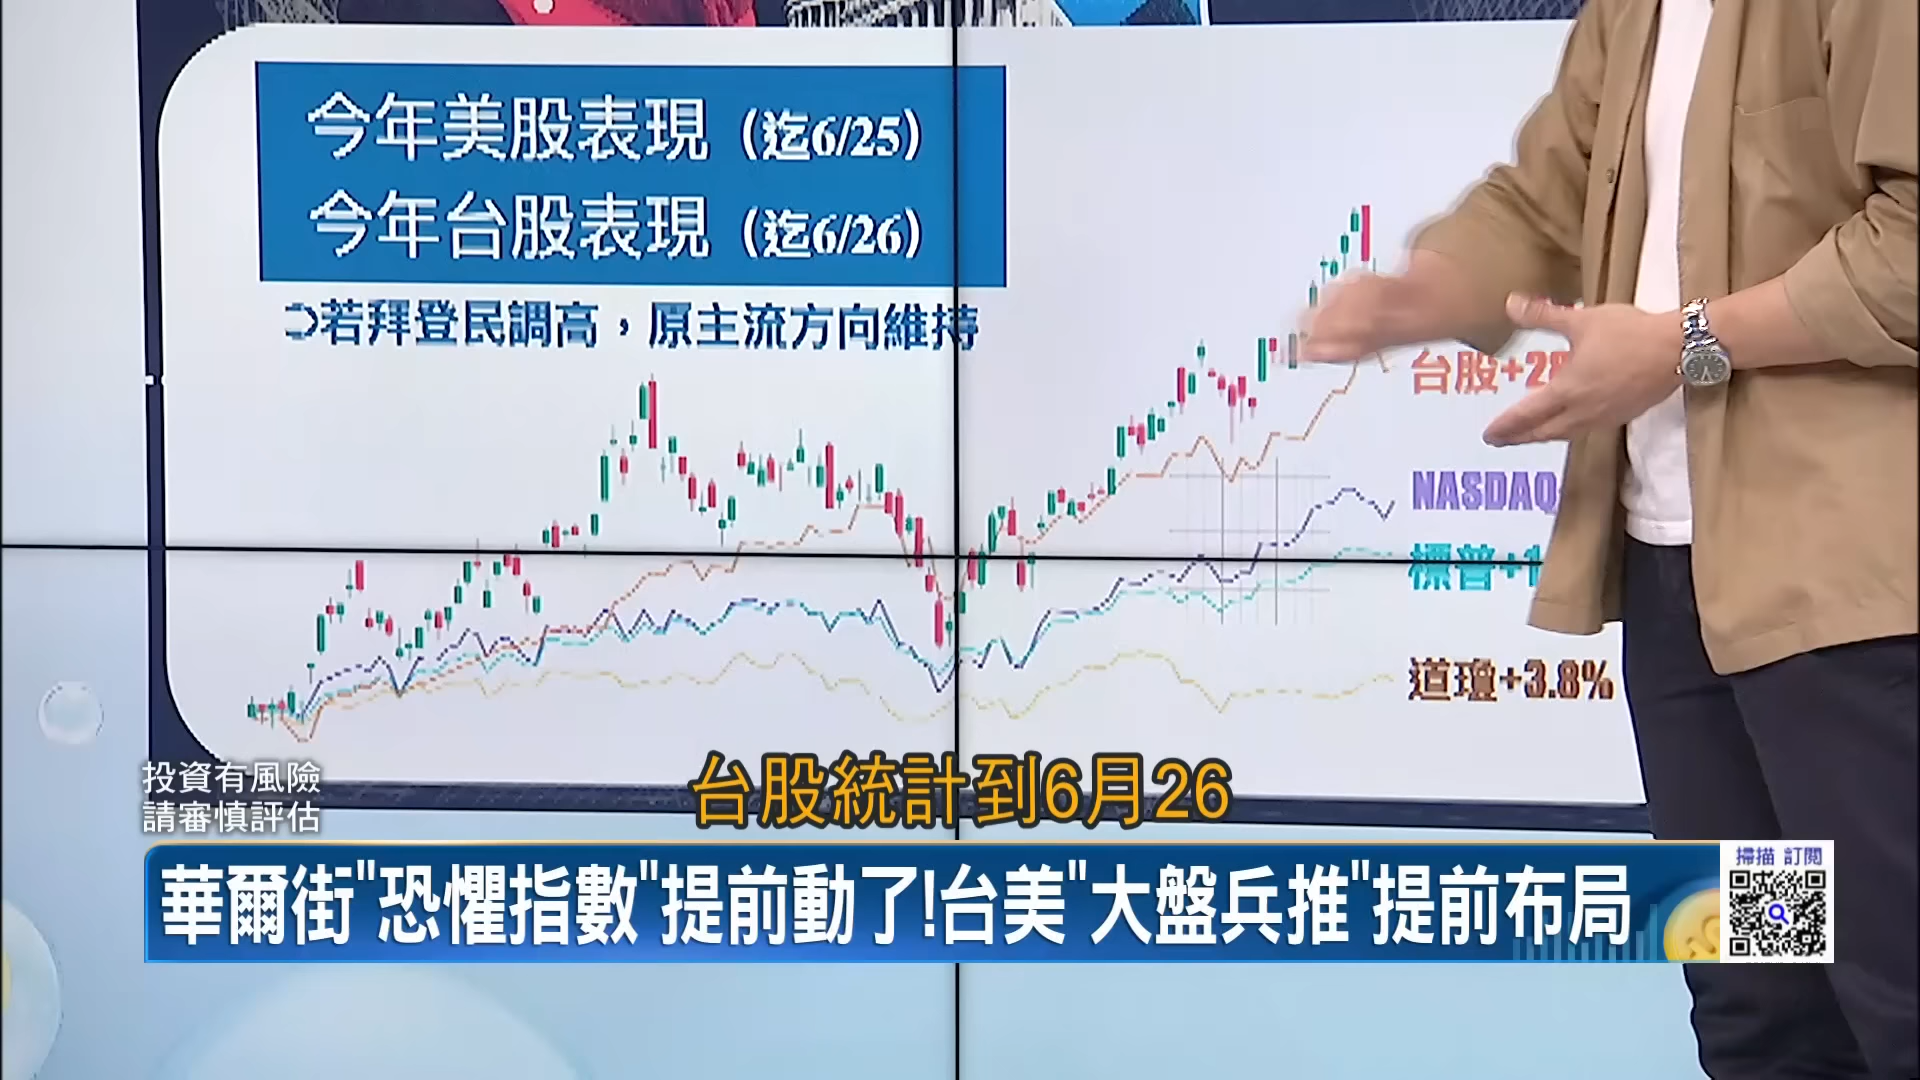 今年美股表現（迄6/25）
今年台股表現（迄6/26）
➲若拜登民調高，原主流方向維持
台股+2
NASDAQ
標普+1
道瓊+3.8%
台股統計到6月26
投資有風險
請審慎評估
華爾街"恐懼指數"提前動了!台美"大盤兵推"提前布局
掃描 訂閱